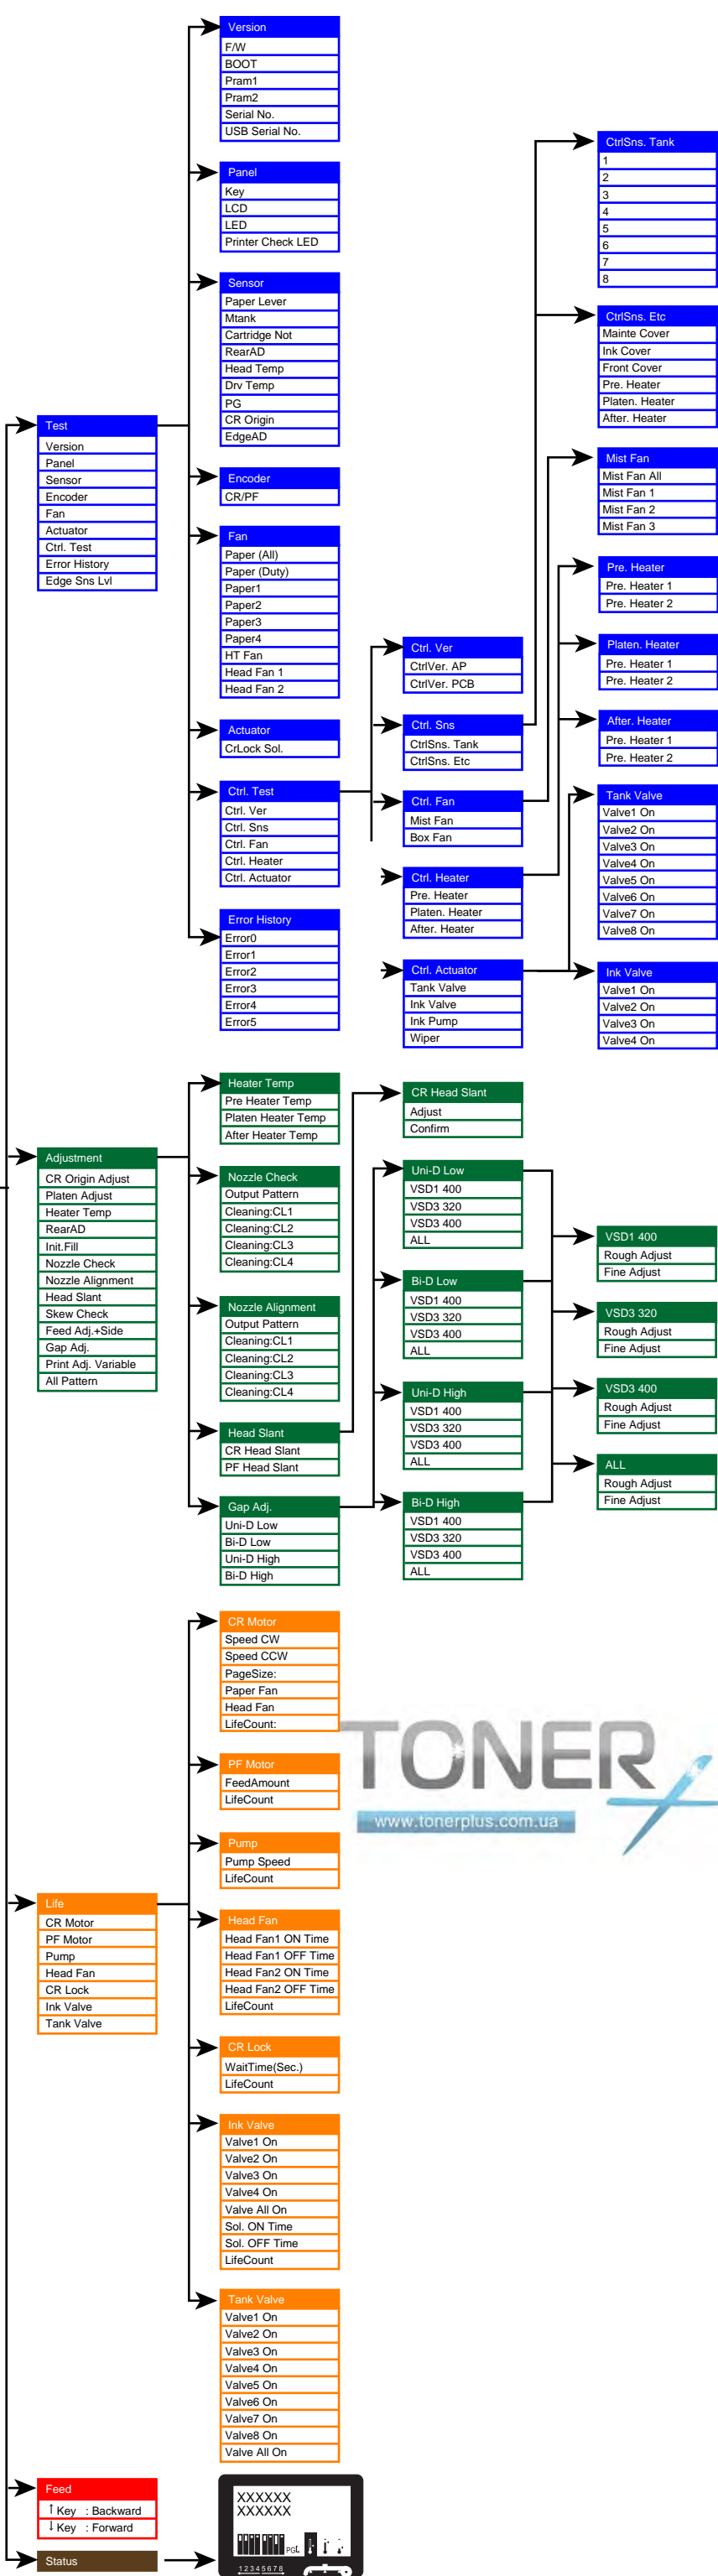 Test
Version
Panel
Sensor
Encoder
Fan
Actuator
Ctrl. Test
Error History
Edge Sns Lvl
Version
F/W
BOOT
Pram1
Pram2
Serial No.
USB Serial No.
Panel
Key
LCD
LED
Printer Check LED
Sensor
Paper Lever
Mtank
Cartridge Not
RearAD
Head Temp
Drv Temp
PG
CR Origin
EdgeAD
Encoder
CR/PF
Fan
Paper (All)
Paper (Duty)
Paper1
Paper2
Paper3
Paper4
HT Fan
Head Fan 1
Head Fan 2
Actuator
CrLock Sol.
Ctrl. Test
Ctrl. Ver
Ctrl. Sns
Ctrl. Fan
Ctrl. Heater
Ctrl. Actuator
Error History
Error0
Error1
Error2
Error3
Error4
Error5
Ctrl. Ver
CtrlVer. AP
CtrlVer. PCB
Ctrl. Sns
CtrlSns. Tank
CtrlSns. Etc
Ctrl. Fan
Mist Fan
Box Fan
Ctrl. Heater
Pre. Heater
Platen. Heater
After. Heater
Ctrl. Actuator
Tank Valve
Ink Valve
Ink Pump
Wiper
CtrlSns. Tank
1
2
3
4
5
6
7
8
CtrlSns. Etc
Mainte Cover
Ink Cover
Front Cover
Pre. Heater
Platen. Heater
After. Heater
Mist Fan
Mist Fan All
Mist Fan 1
Mist Fan 2
Mist Fan 3
Pre. Heater
Pre. Heater 1
Pre. Heater 2
Platen. Heater
Pre. Heater 1
Pre. Heater 2
After. Heater
Pre. Heater 1
Pre. Heater 2
Tank Valve
Valve1 On
Valve2 On
Valve3 On
Valve4 On
Valve5 On
Valve6 On
Valve7 On
Valve8 On
Ink Valve
Valve1 On
Valve2 On
Valve3 On
Valve4 On
Adjustment
CR Origin Adjust
Platen Adjust
Heater Temp
RearAD
Init.Fill
Nozzle Check
Nozzle Alignment
Head Slant
Skew Check
Feed Adj.+Side
Gap Adj.
Print Adj. Variable
All Pattern
Heater Temp
Pre Heater Temp
Platen Heater Temp
After Heater Temp
Nozzle Check
Output Pattern
Cleaning:CL1
Cleaning:CL2
Cleaning:CL3
Cleaning:CL4
Nozzle Alignment
Output Pattern
Cleaning:CL1
Cleaning:CL2
Cleaning:CL3
Cleaning:CL4
Head Slant
CR Head Slant
PF Head Slant
Gap Adj.
Uni-D Low
Bi-D Low
Uni-D High
Bi-D High
CR Head Slant
Adjust
Confirm
Uni-D Low
VSD1 400
VSD3 320
VSD3 400
ALL
Bi-D Low
VSD1 400
VSD3 320
VSD3 400
ALL
Uni-D High
VSD1 400
VSD3 320
VSD3 400
ALL
Bi-D High
VSD1 400
VSD3 320
VSD3 400
ALL
VSD1 400
Rough Adjust
Fine Adjust
VSD3 320
Rough Adjust
Fine Adjust
VSD3 400
Rough Adjust
Fine Adjust
ALL
Rough Adjust
Fine Adjust
Life
CR Motor
PF Motor
Pump
Head Fan
CR Lock
Ink Valve
Tank Valve
CR Motor
Speed CW
Speed CCW
PageSize:
Paper Fan
Head Fan
LifeCount:
PF Motor
FeedAmount
LifeCount
Pump
Pump Speed
LifeCount
Head Fan
Head Fan1 ON Time
Head Fan1 OFF Time
Head Fan2 ON Time
Head Fan2 OFF Time
LifeCount
CR Lock
WaitTime(Sec.)
LifeCount
Ink Valve
Valve1 On
Valve2 On
Valve3 On
Valve4 On
Valve All On
Sol. ON Time
Sol. OFF Time
LifeCount
Tank Valve
Valve1 On
Valve2 On
Valve3 On
Valve4 On
Valve5 On
Valve6 On
Valve7 On
Valve8 On
Valve All On
TONER
www.tonerplus.com.ua
Feed
↑ Key : Backward
↓ Key : Forward
Status
XXXXXX
XXXXXX
PGL
1 2 3 4 5 6 7 8